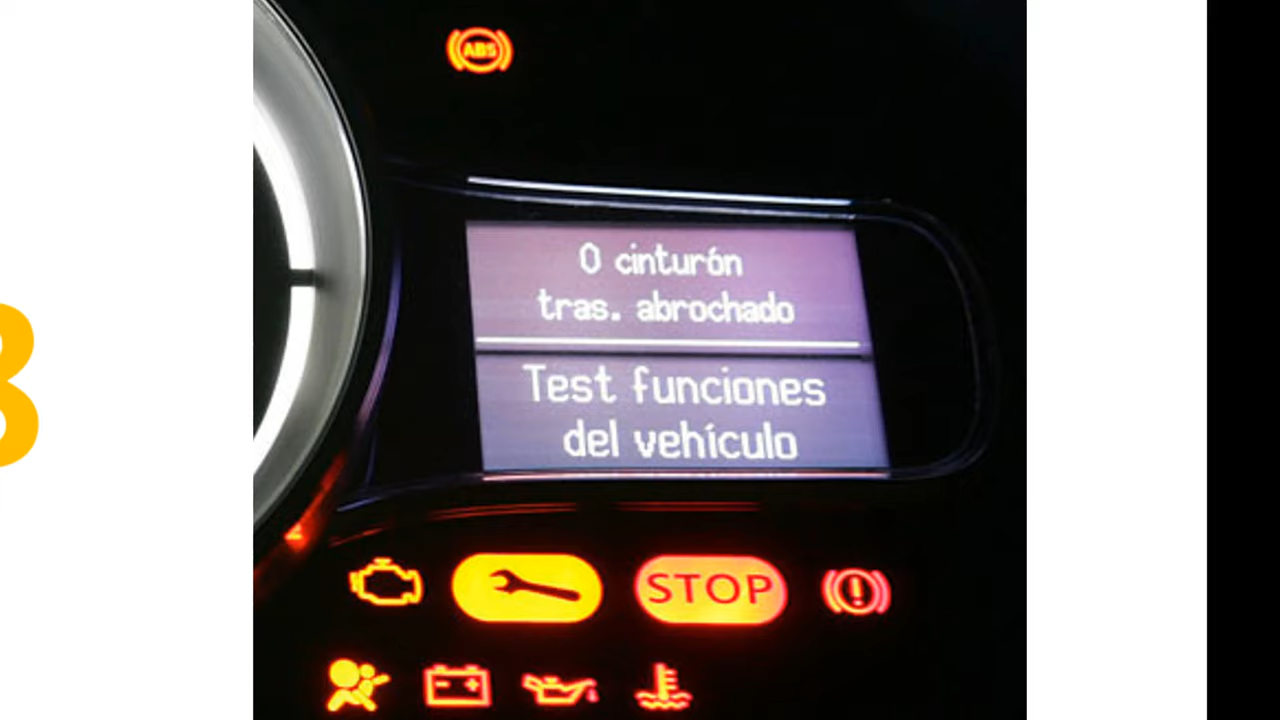 ABS
0 cinturón
tras. abrochado
Test funciones
del vehículo
STOP